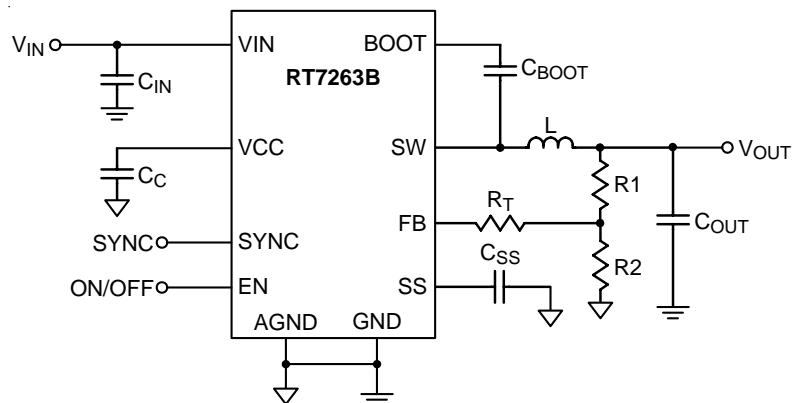 VIN
VIN
BOOT
RT7263B
CIN
CBOOT
VCC
SW
L
VOUT
CC
R1
RT
FB
COUT
SYNC
SYNC
CSS
R2
ON/OFF
EN
SS
AGND
GND